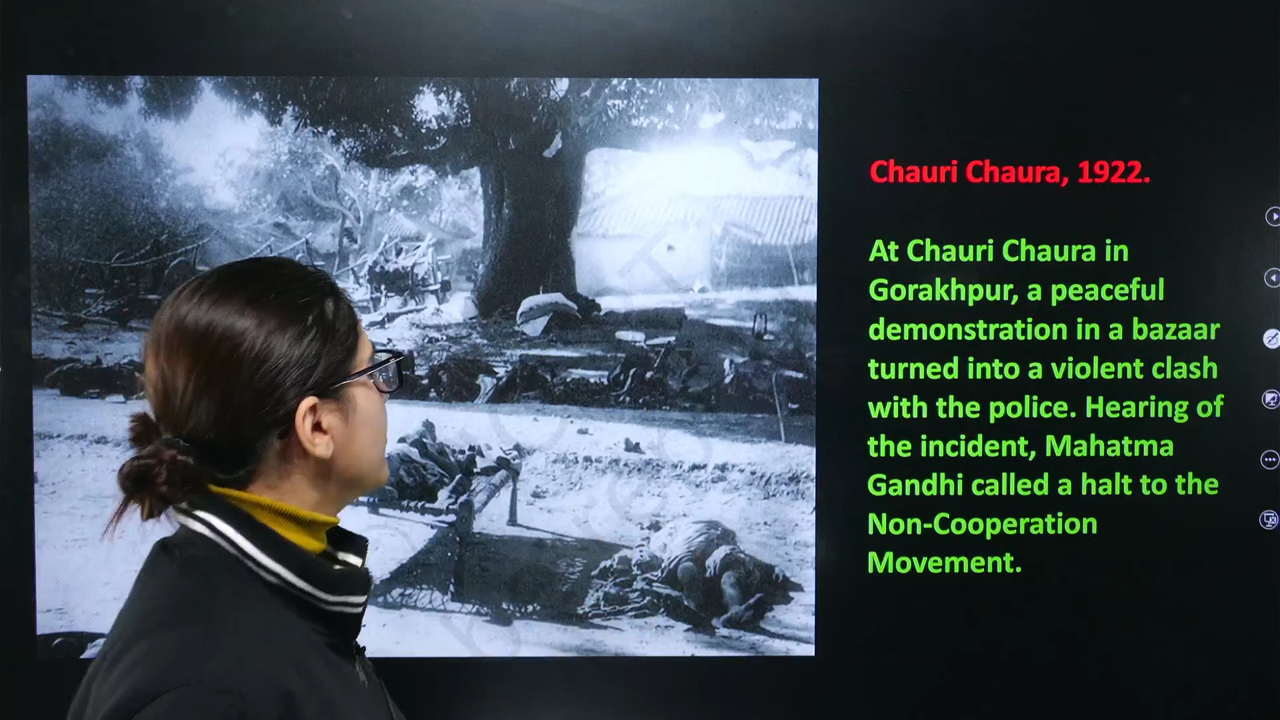 Chauri Chaura, 1922.
At Chauri Chaura in
Gorakhpur, a peaceful
demonstration in a bazaar
turned into a violent clash
with the police. Hearing of
the incident, Mahatma
Gandhi called a halt to the
Non-Cooperation
Movement.